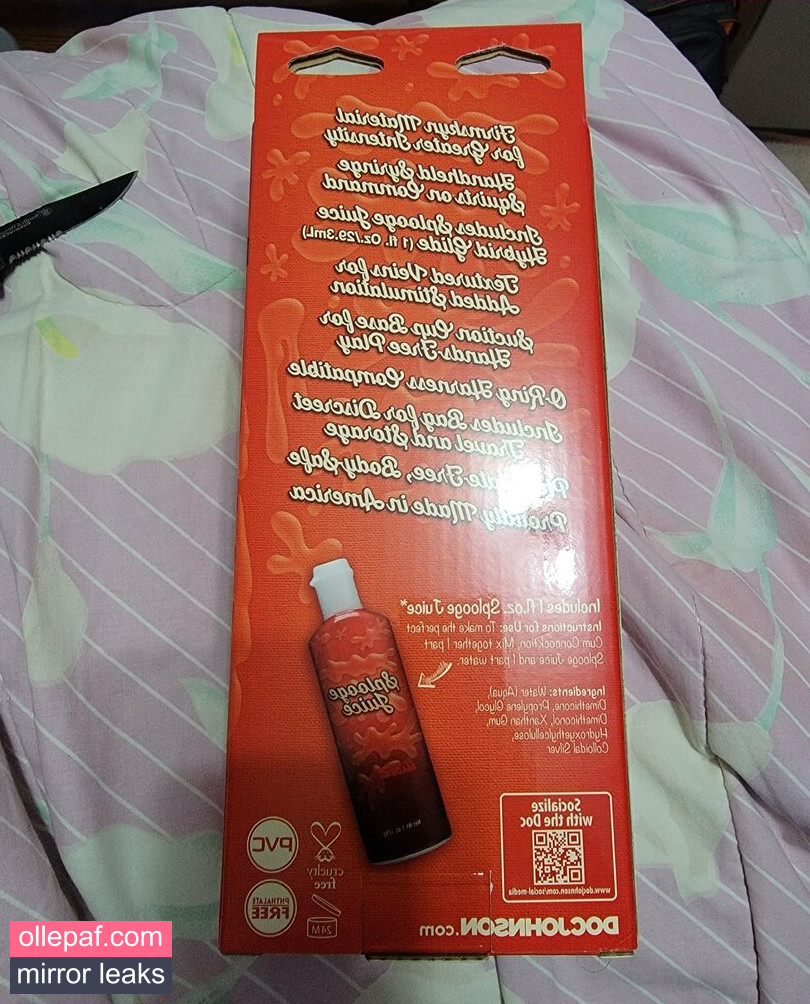 Firmskyn Material
for Greater Intensity
Handheld Syringe
Squirts on Command
Includes Splooge Juice
Hybrid Glide (1 fl. oz./29.3mL)
Textured Veins for
Added Stimulation
Suction Cup Base for
Hands-Free Play
O-Ring Harness Compatible
Includes Bag for Discreet
Travel and Storage
Free, Body-Safe
Proudly Made in America
Includes 1 fl.oz. Splooge Juice*
Instructions for Use: To make the perfect
Cum Concocktion, Mix together 1 part
Splooge Juice and 1 part water.
Splooge
Juice
Ingredients: Water (Aqua),
Dimethicone, Propylene Glycol,
Dimethiconol, Xanthan Gum,
Hydroxyethylcellulose,
Colloidal Silver
Socialize
with the Doc
www.docjohnson.com/social-media
PVC
cruelty
free
PHTHALATE
FREE
24M
DOCJOHNSON.com
ollepaf.com
mirror leaks